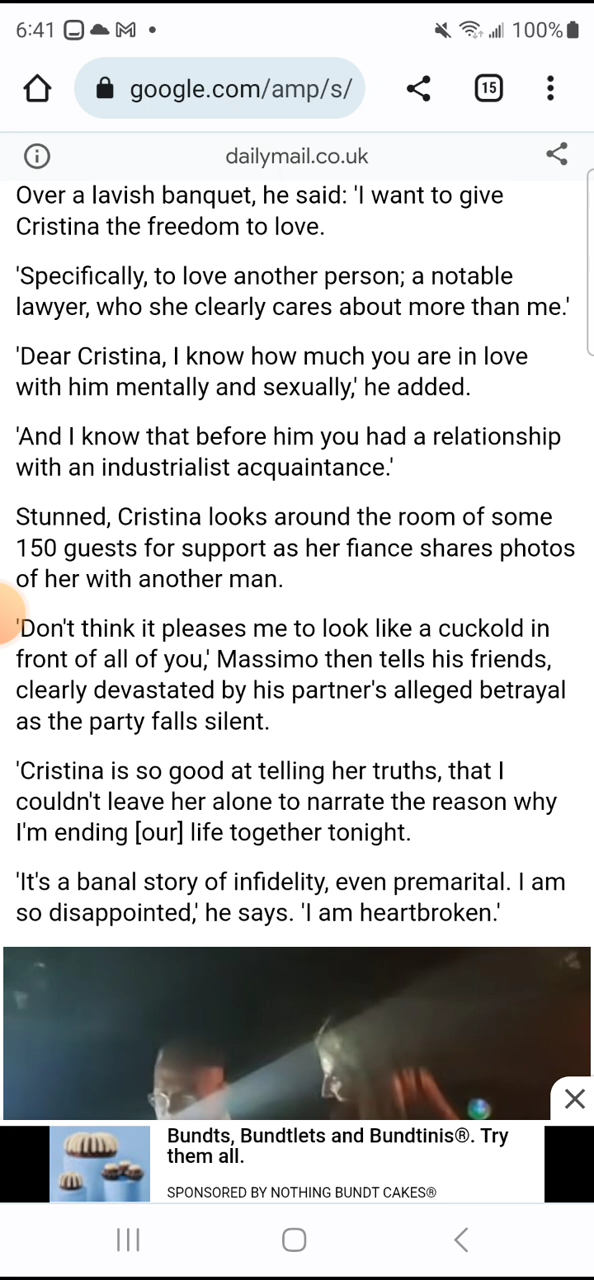 6:41 100%
google.com/amp/s/ 15
dailymail.co.uk
Over a lavish banquet, he said: 'I want to give
Cristina the freedom to love.
'Specifically, to love another person; a notable
lawyer, who she clearly cares about more than me.'
'Dear Cristina, I know how much you are in love
with him mentally and sexually,' he added.
'And I know that before him you had a relationship
with an industrialist acquaintance.'
Stunned, Cristina looks around the room of some
150 guests for support as her fiance shares photos
of her with another man.
'Don't think it pleases me to look like a cuckold in
front of all of you,' Massimo then tells his friends,
clearly devastated by his partner's alleged betrayal
as the party falls silent.
'Cristina is so good at telling her truths, that I
couldn't leave her alone to narrate the reason why
I'm ending [our] life together tonight.
'It's a banal story of infidelity, even premarital. I am
so disappointed,' he says. 'I am heartbroken.'
Bundts, Bundtlets and Bundtinis®. Try
them all.
SPONSORED BY NOTHING BUNDT CAKES®